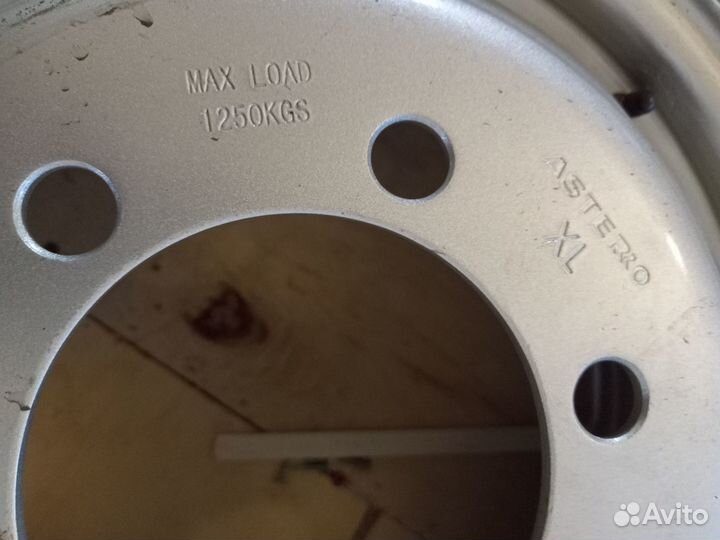 MAX LOAD
1250KGS
ASTERRO
XL
Avito